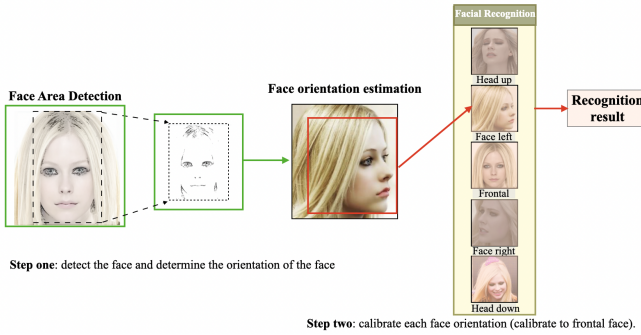 Facial Recognition
Face Area Detection
Face orientation estimation
Head up
Recognition
result
Face left
Frontal
Face right
Head down
Step one: detect the face and determine the orientation of the face
Step two: calibrate each face orientation (calibrate to frontal face).